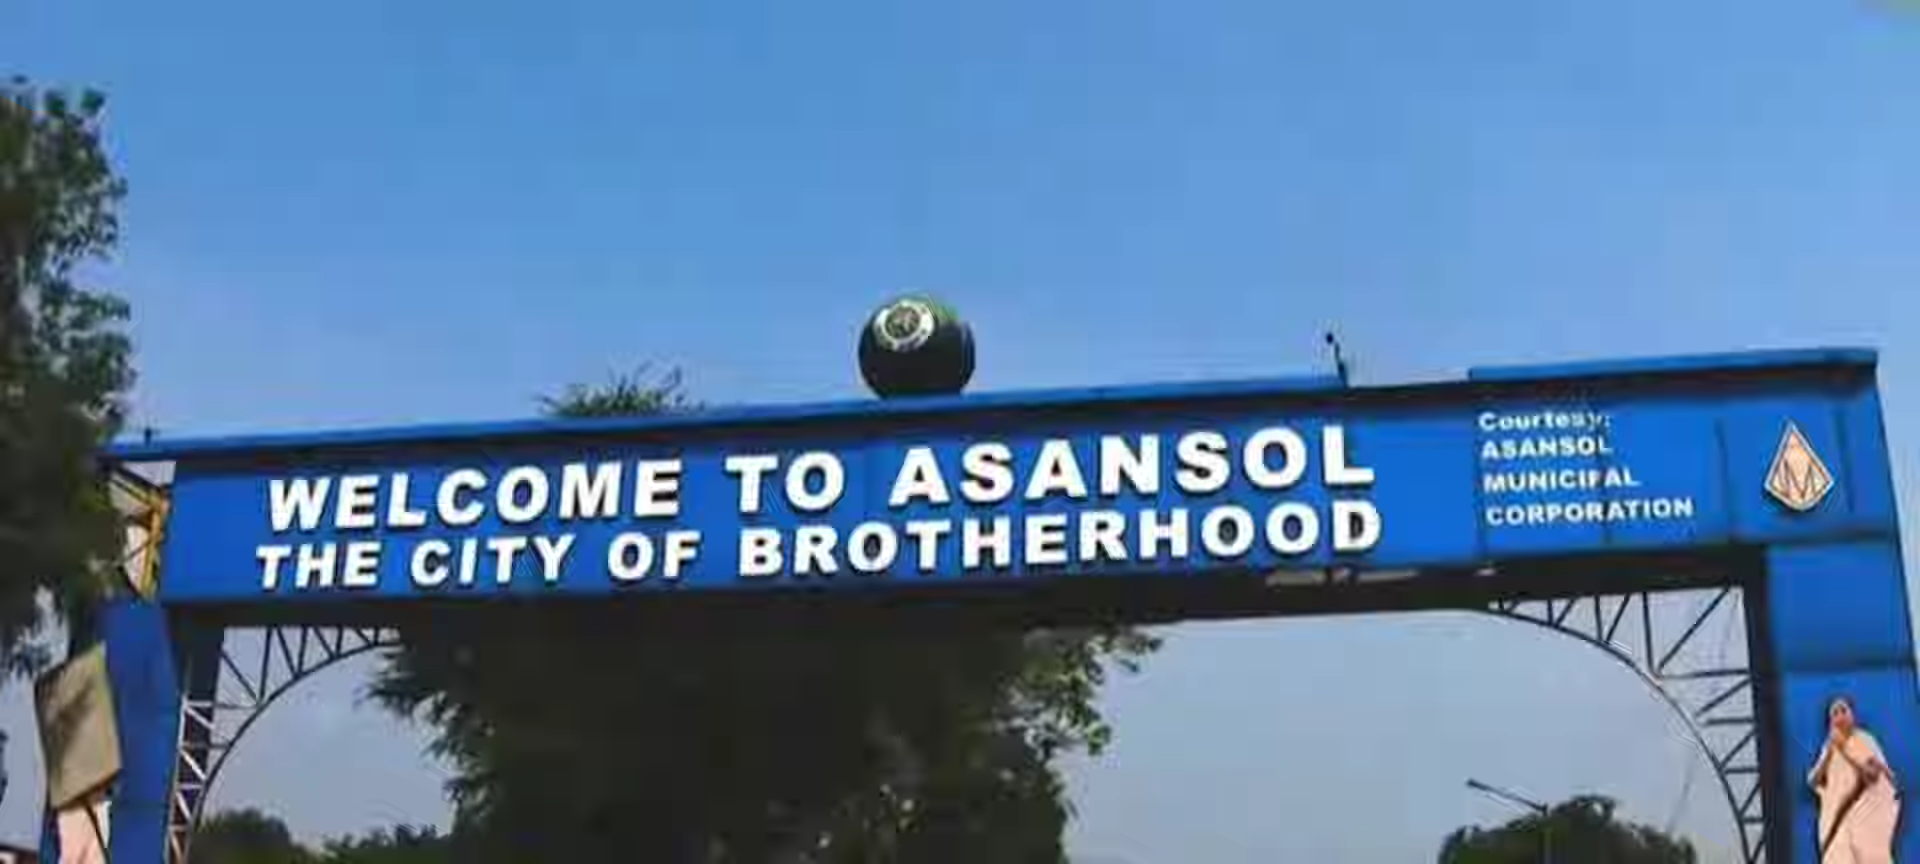 WELCOME TO ASANSOL
THE CITY OF BROTHERHOOD
Courtesy:
ASANSOL
MUNICIPAL
CORPORATION